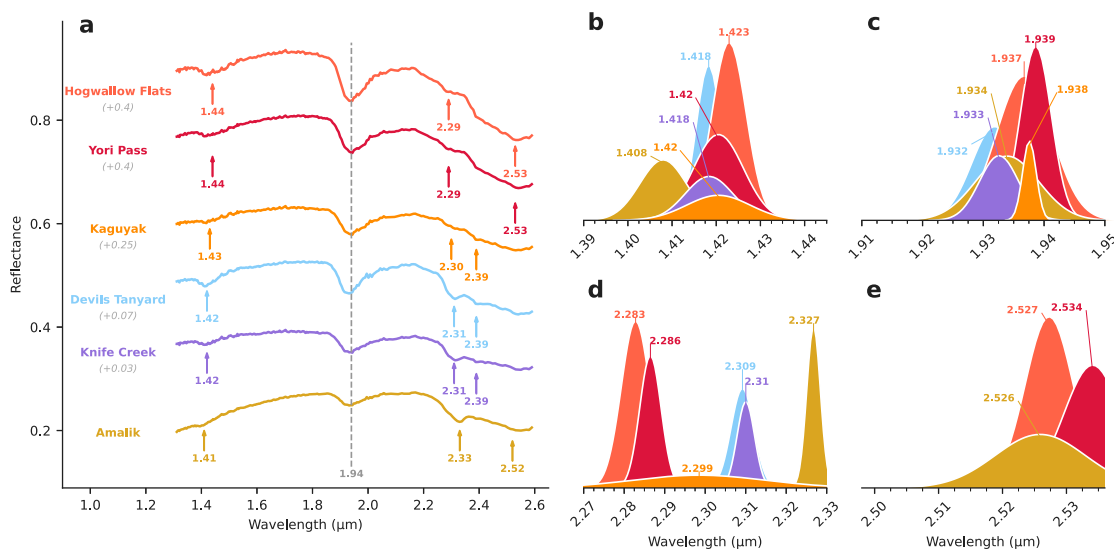 a
Reflectance
0.8
0.6
0.4
0.2
Hogwallow Flats
(+0.4)
1.44
2.29
2.53
Yori Pass
(+0.4)
1.44
2.29
2.53
Kaguyak
(+0.25)
1.43
2.30
2.39
Devils Tanyard
(+0.07)
1.42
2.31
2.39
Knife Creek
(+0.03)
1.42
2.31
2.39
Amalik
1.41
2.33
2.52
1.94
1.0 1.2 1.4 1.6 1.8 2.0 2.2 2.4 2.6
Wavelength (μm)
b
1.423
1.418
1.42
1.418
1.42
1.408
1.39 1.40 1.41 1.42 1.43 1.44
c
1.939
1.937
1.938
1.934
1.933
1.932
1.91 1.92 1.93 1.94 1.95
d
2.283
2.327
2.286
2.309
2.31
2.299
2.27 2.28 2.29 2.30 2.31 2.32 2.33
Wavelength (μm)
e
2.527
2.534
2.526
2.50 2.51 2.52 2.53
Wavelength (μm)